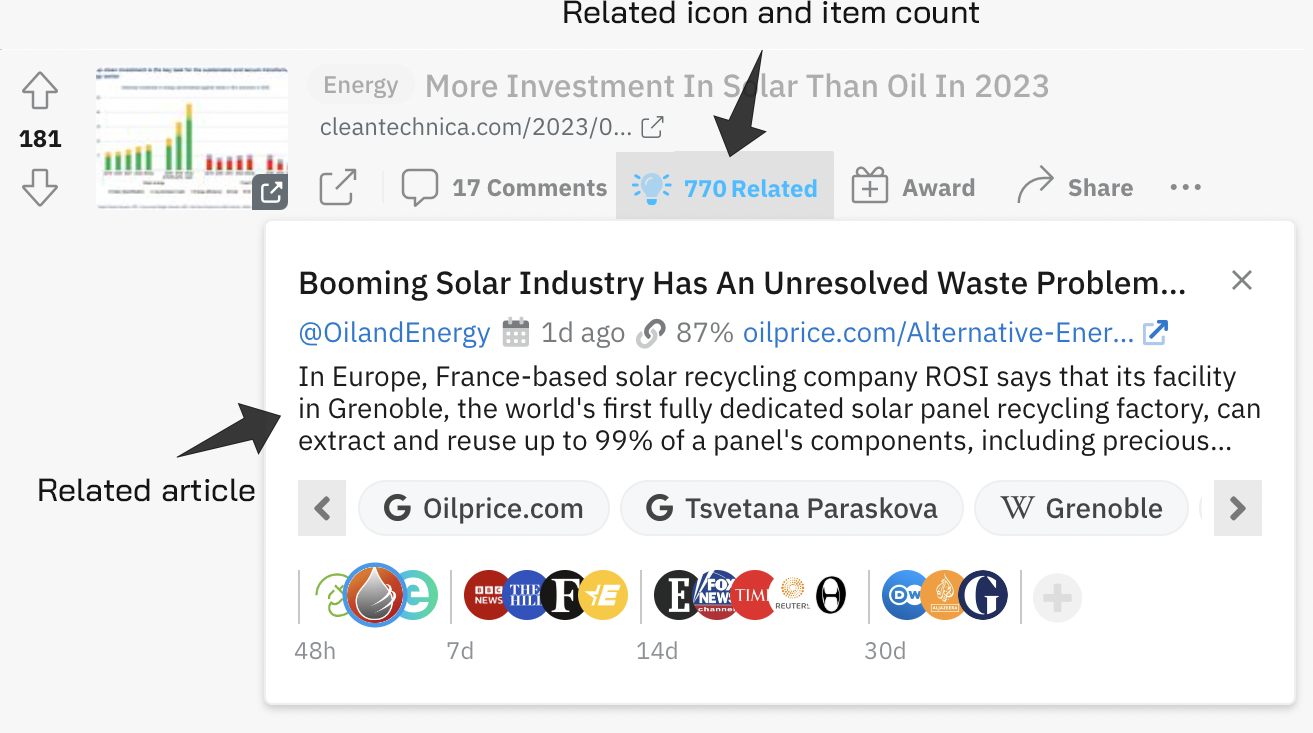 Related icon and item count
Energy More Investment In Solar Than Oil In 2023
cleantechnica.com/2023/0...
181
17 Comments 770 Related Award Share
Booming Solar Industry Has An Unresolved Waste Problem...
@OilandEnergy 1d ago 87% oilprice.com/Alternative-Ener...
In Europe, France-based solar recycling company ROSI says that its facility
in Grenoble, the world's first fully dedicated solar panel recycling factory, can
extract and reuse up to 99% of a panel's components, including precious...
Related article
G Oilprice.com G Tsvetana Paraskova W Grenoble
e BBC NEWS THE HILL F E E FOX NEWS channel TIME REUTERS DW ALJAZEERA G
48h 7d 14d 30d